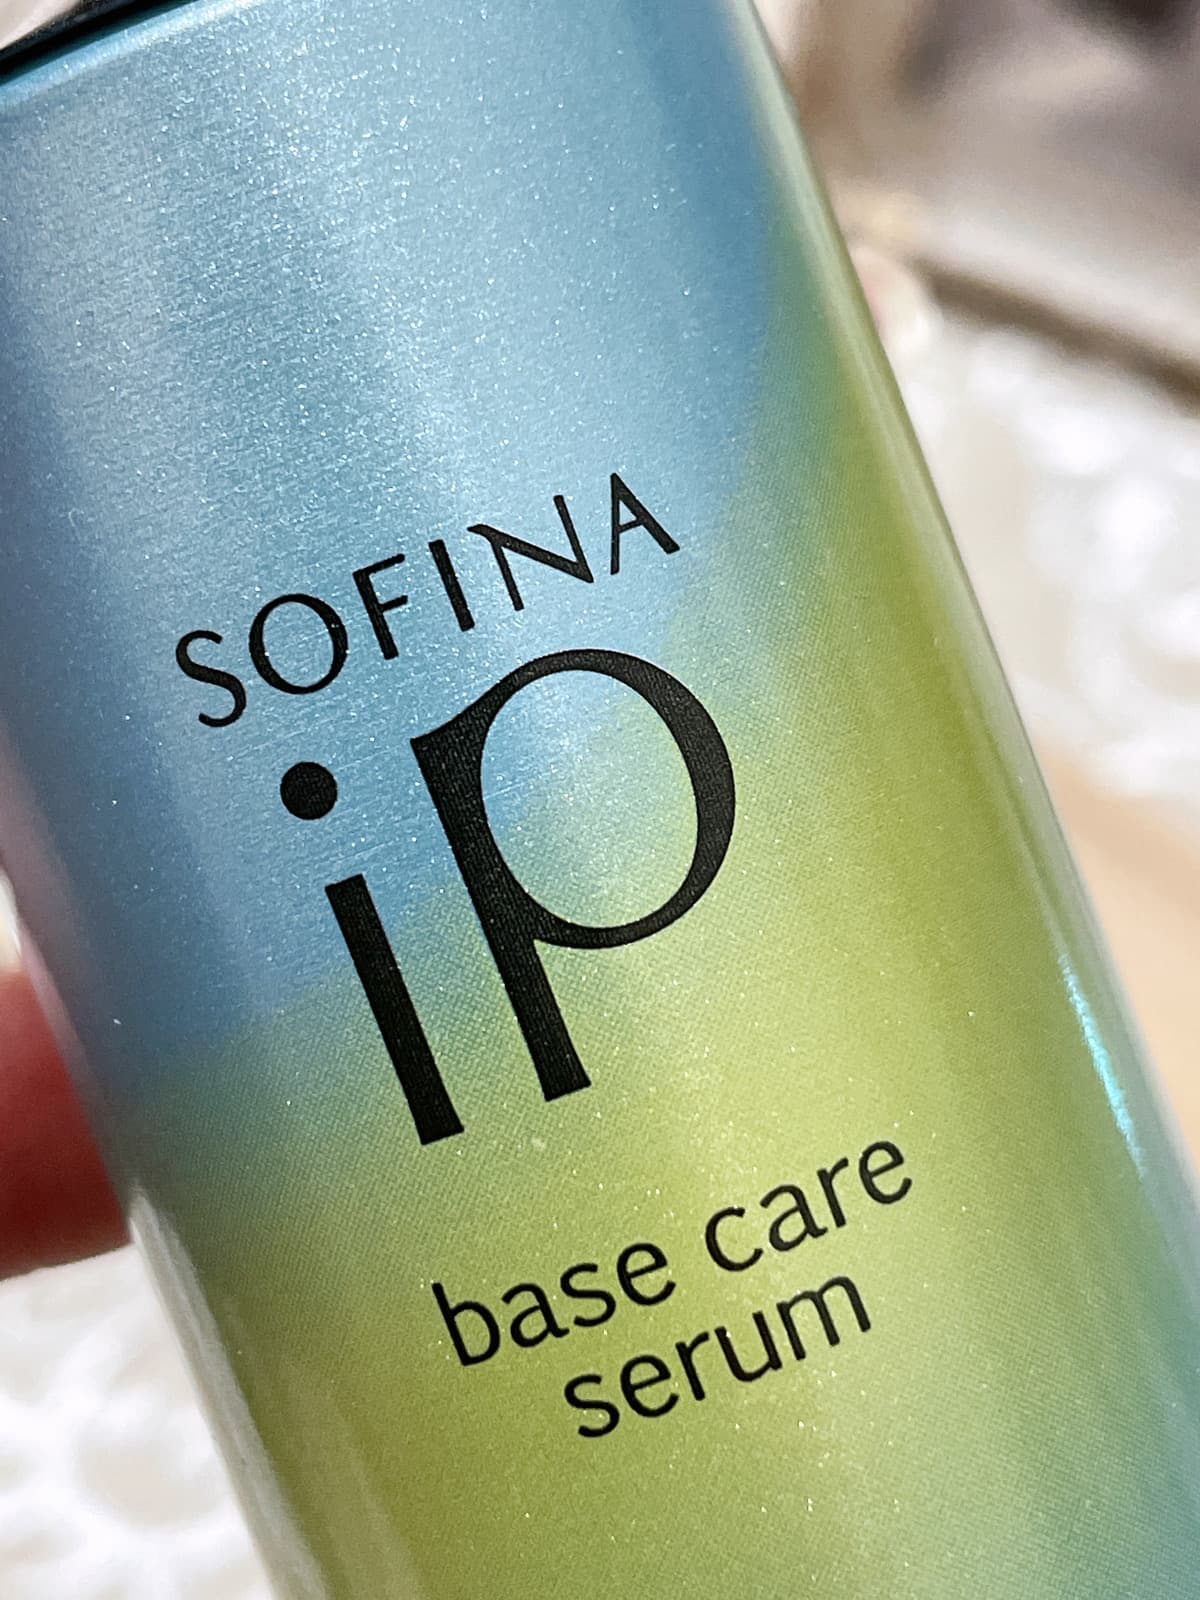 SOFINA
ip
base care
serum